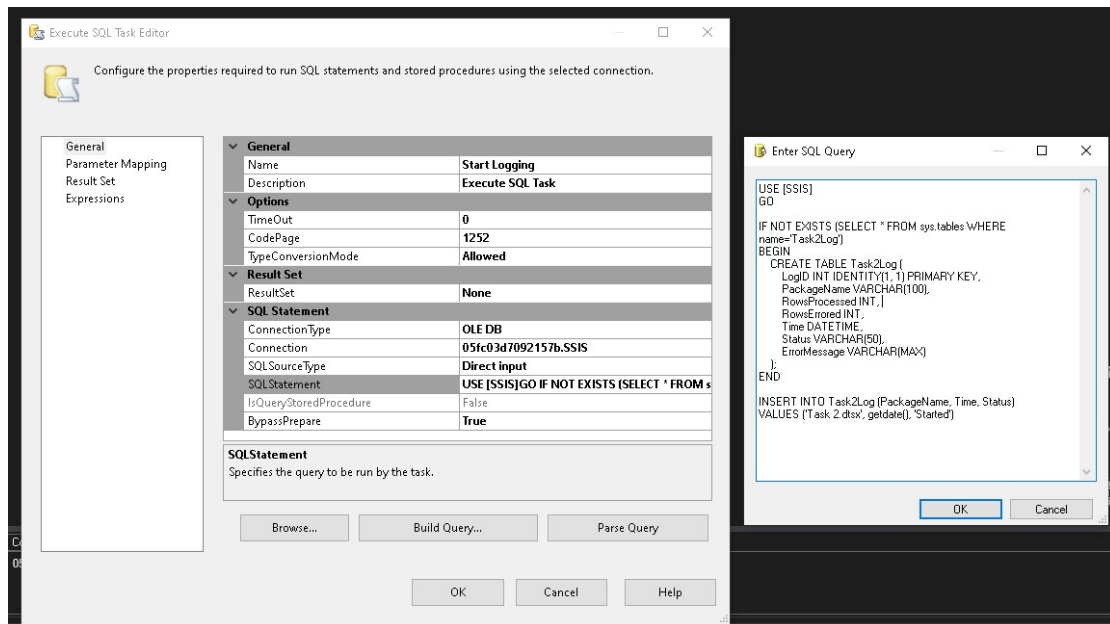 Execute SQL Task Editor
Configure the properties required to run SQL statements and stored procedures using the selected connection.
General
Parameter Mapping
Result Set
Expressions
General
Name Start Logging
Description Execute SQL Task
Options
TimeOut 0
CodePage 1252
TypeConversionMode Allowed
Result Set
ResultSet None
SQL Statement
ConnectionType OLE DB
Connection 05fc03d7092157b.SSIS
SQLSourceType Direct input
SQLStatement USE [SSIS]GO IF NOT EXISTS (SELECT * FROM s
IsQueryStoredProcedure False
BypassPrepare True
SQLStatement
Specifies the query to be run by the task.
Browse... Build Query... Parse Query
OK Cancel Help
Enter SQL Query
USE [SSIS]
GO
IF NOT EXISTS (SELECT * FROM sys.tables WHERE
name='Task2Log')
BEGIN
CREATE TABLE Task2Log (
LogID INT IDENTITY(1, 1) PRIMARY KEY,
PackageName VARCHAR(100),
RowsProcessed INT,
RowsErrored INT,
Time DATETIME,
Status VARCHAR(50),
ErrorMessage VARCHAR(MAX)
);
END
INSERT INTO Task2Log (PackageName, Time, Status)
VALUES ('Task 2.dtsx', getdate(), 'Started')
OK Cancel